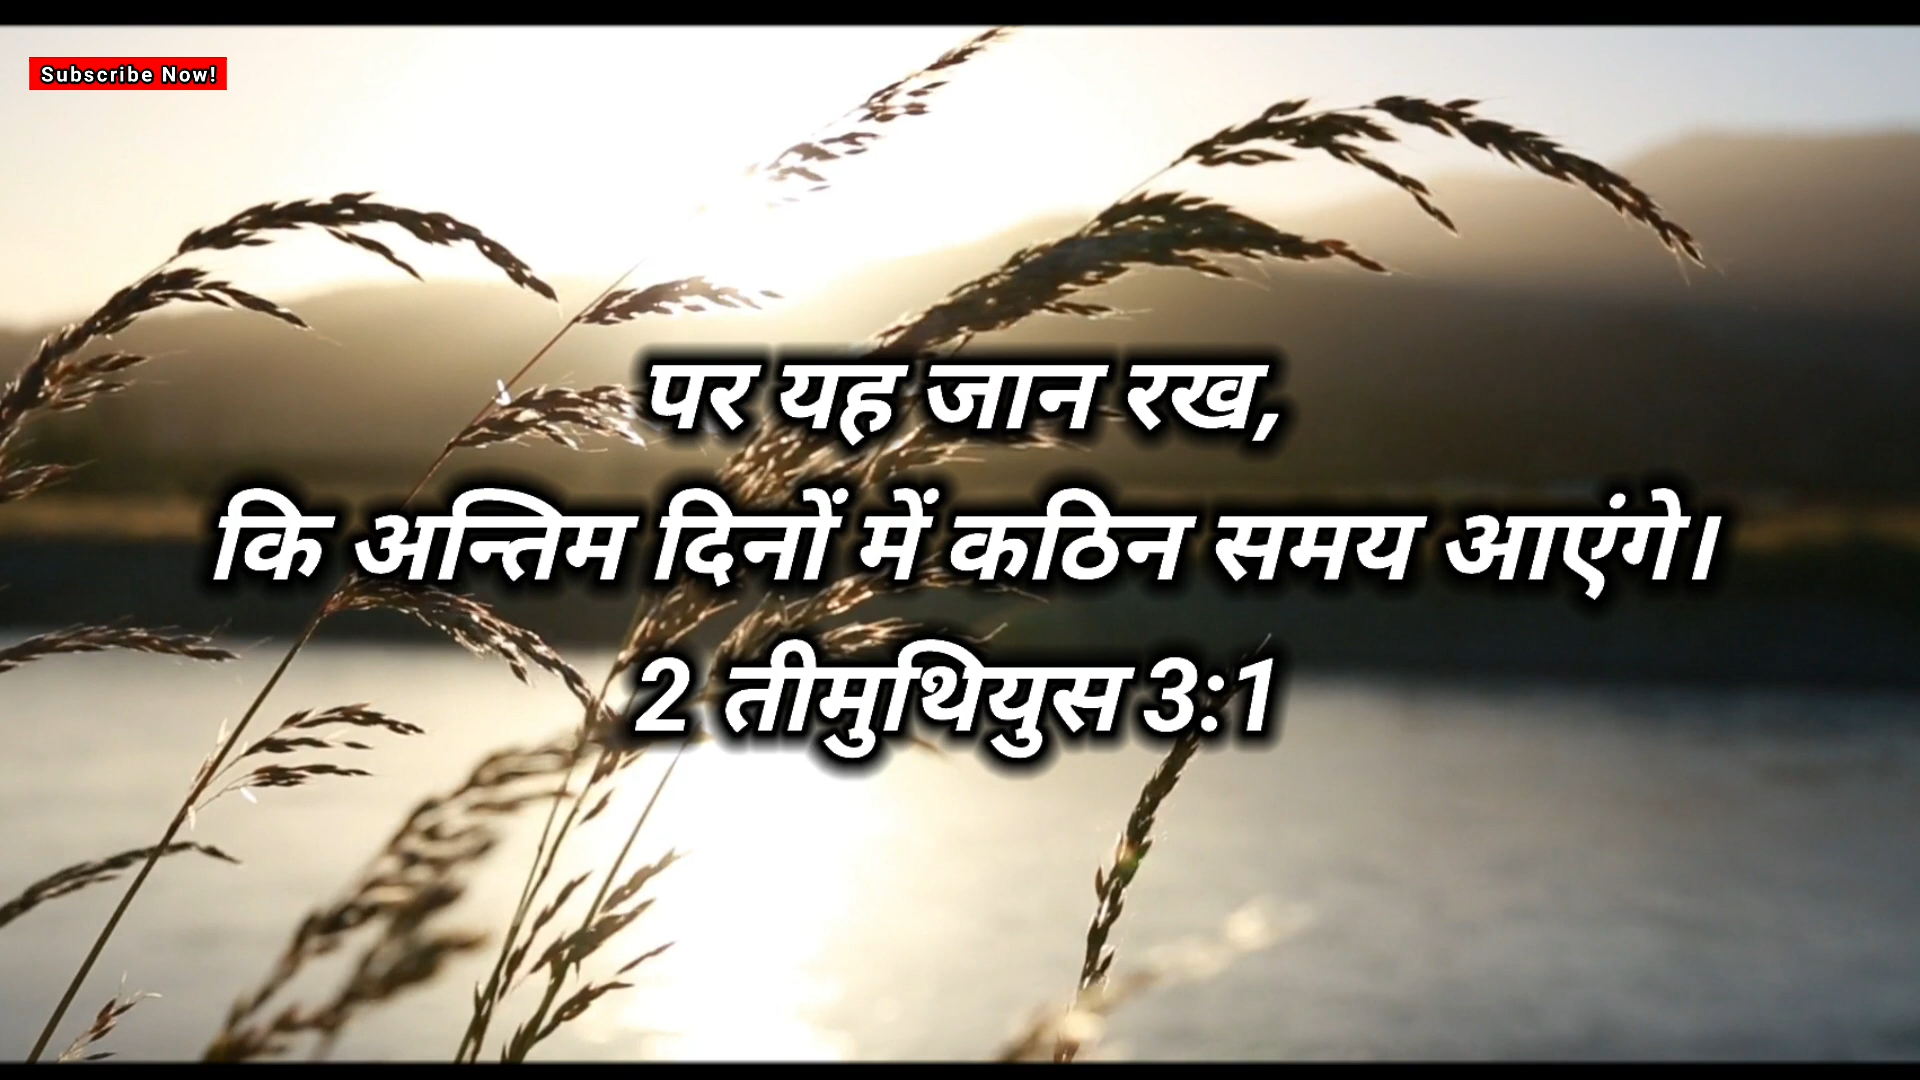 Subscribe Now!
पर यह जान रख,
कि अन्तिम दिनों में कठिन समय आएंगे।
2 तीमुथियुस 3:1